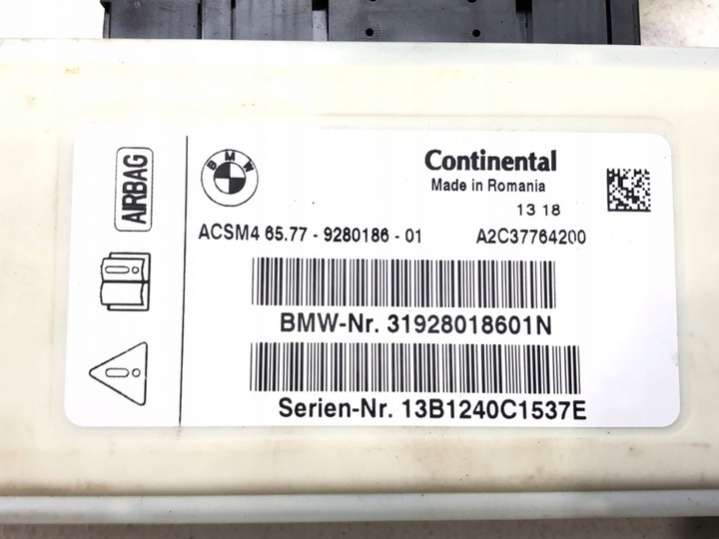 AIRBAG
BMW
Continental
Made in Romania
13 18
ACSM4 65.77 - 9280186 - 01 A2C37764200
BMW-Nr. 31928018601N
Serien-Nr. 13B1240C1537E